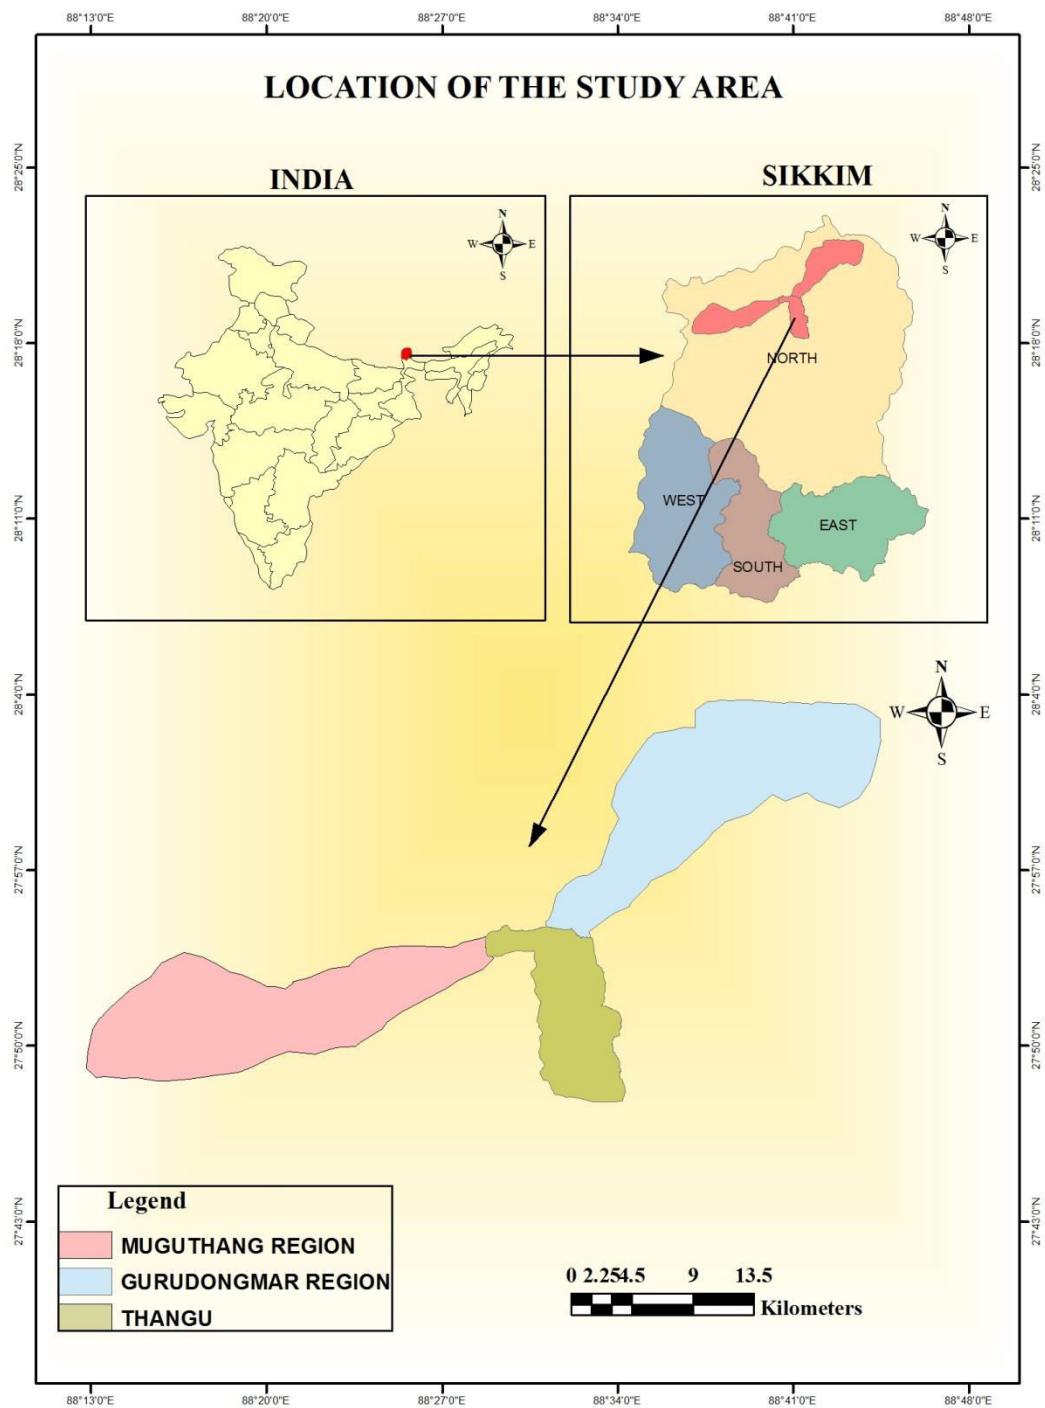 88°13'0"E 88°20'0"E 88°27'0"E 88°34'0"E 88°41'0"E 88°48'0"E
LOCATION OF THE STUDY AREA
28°25'0"N 28°25'0"N
INDIA
SIKKIM
N
W E
S
N
W E
S
28°18'0"N 28°18'0"N
NORTH
WEST
28°11'0"N 28°11'0"N
EAST
SOUTH
28°4'0"N 28°4'0"N
N
W E
S
27°57'0"N 27°57'0"N
27°50'0"N 27°50'0"N
Legend
27°43'0"N 27°43'0"N
MUGUTHANG REGION
GURUDONGMAR REGION
THANGU
0 2.25 4.5 9 13.5
Kilometers
88°13'0"E 88°20'0"E 88°27'0"E 88°34'0"E 88°41'0"E 88°48'0"E